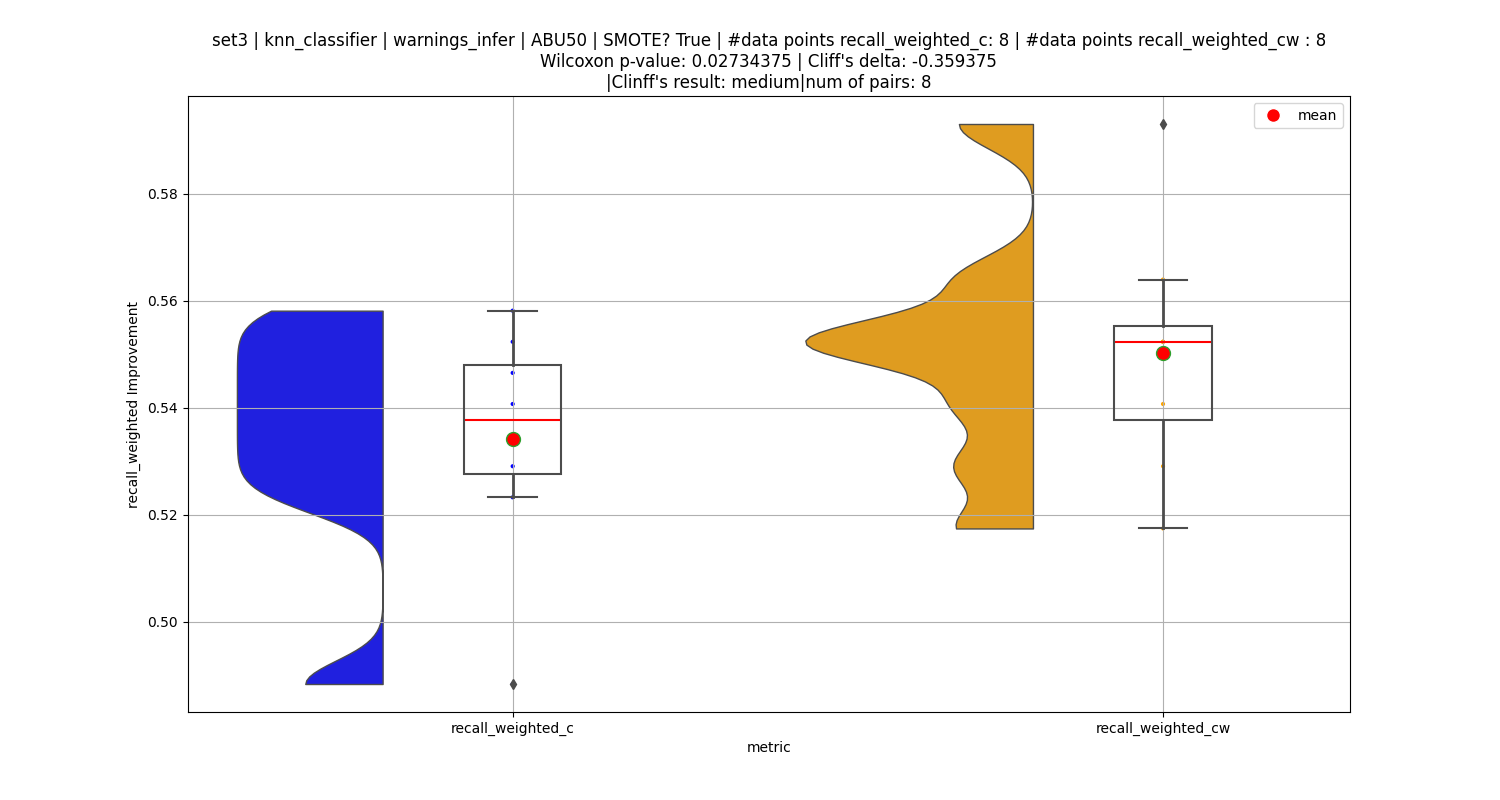 set3 | knn_classifier | warnings_infer | ABU50 | SMOTE? True | #data points recall_weighted_c: 8 | #data points recall_weighted_cw : 8
Wilcoxon p-value: 0.02734375 | Cliff's delta: -0.359375
|Clinff's result: medium|num of pairs: 8
mean
0.58
0.56
0.54
0.52
0.50
recall_weighted Improvement
recall_weighted_c
recall_weighted_cw
metric